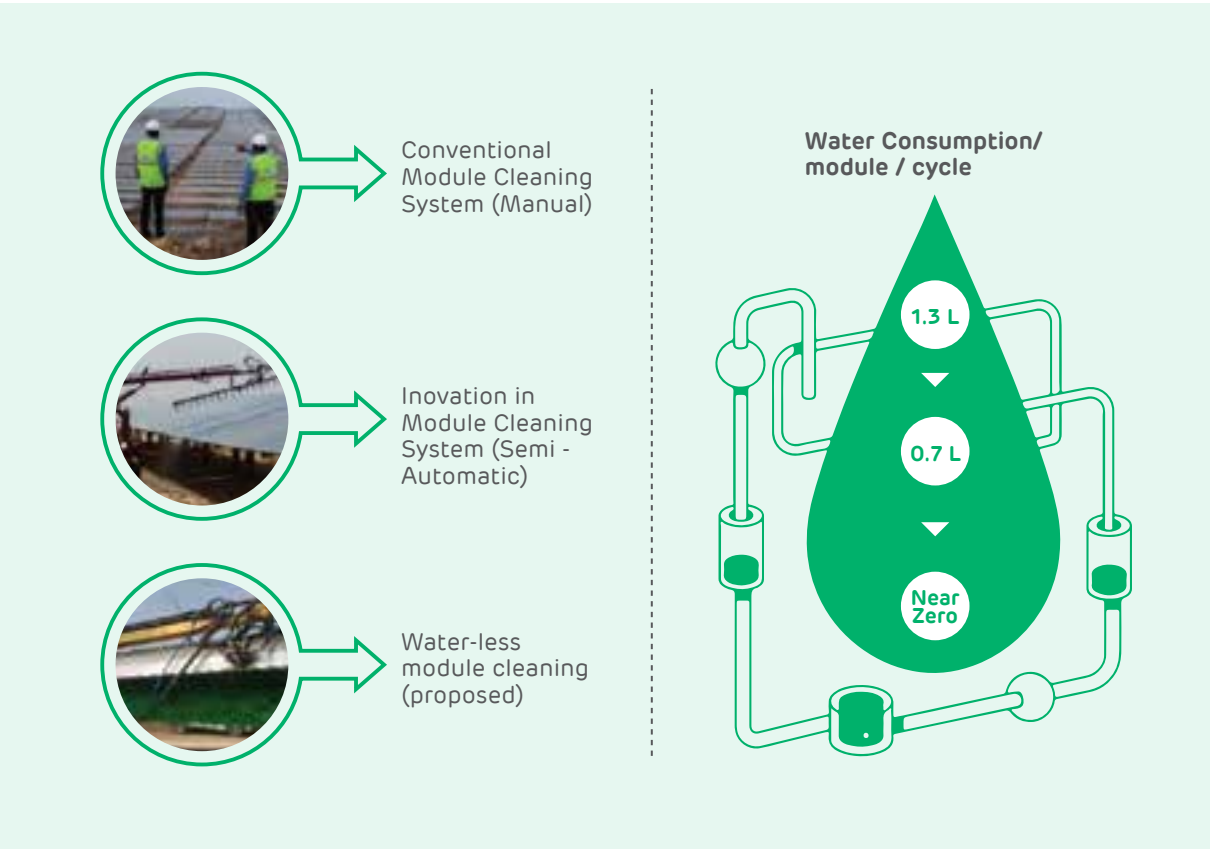 Conventional
Module Cleaning
System (Manual)
Inovation in
Module Cleaning
System (Semi -
Automatic)
Water-less
module cleaning
(proposed)
Water Consumption/
module / cycle
1.3 L
0.7 L
Near
Zero